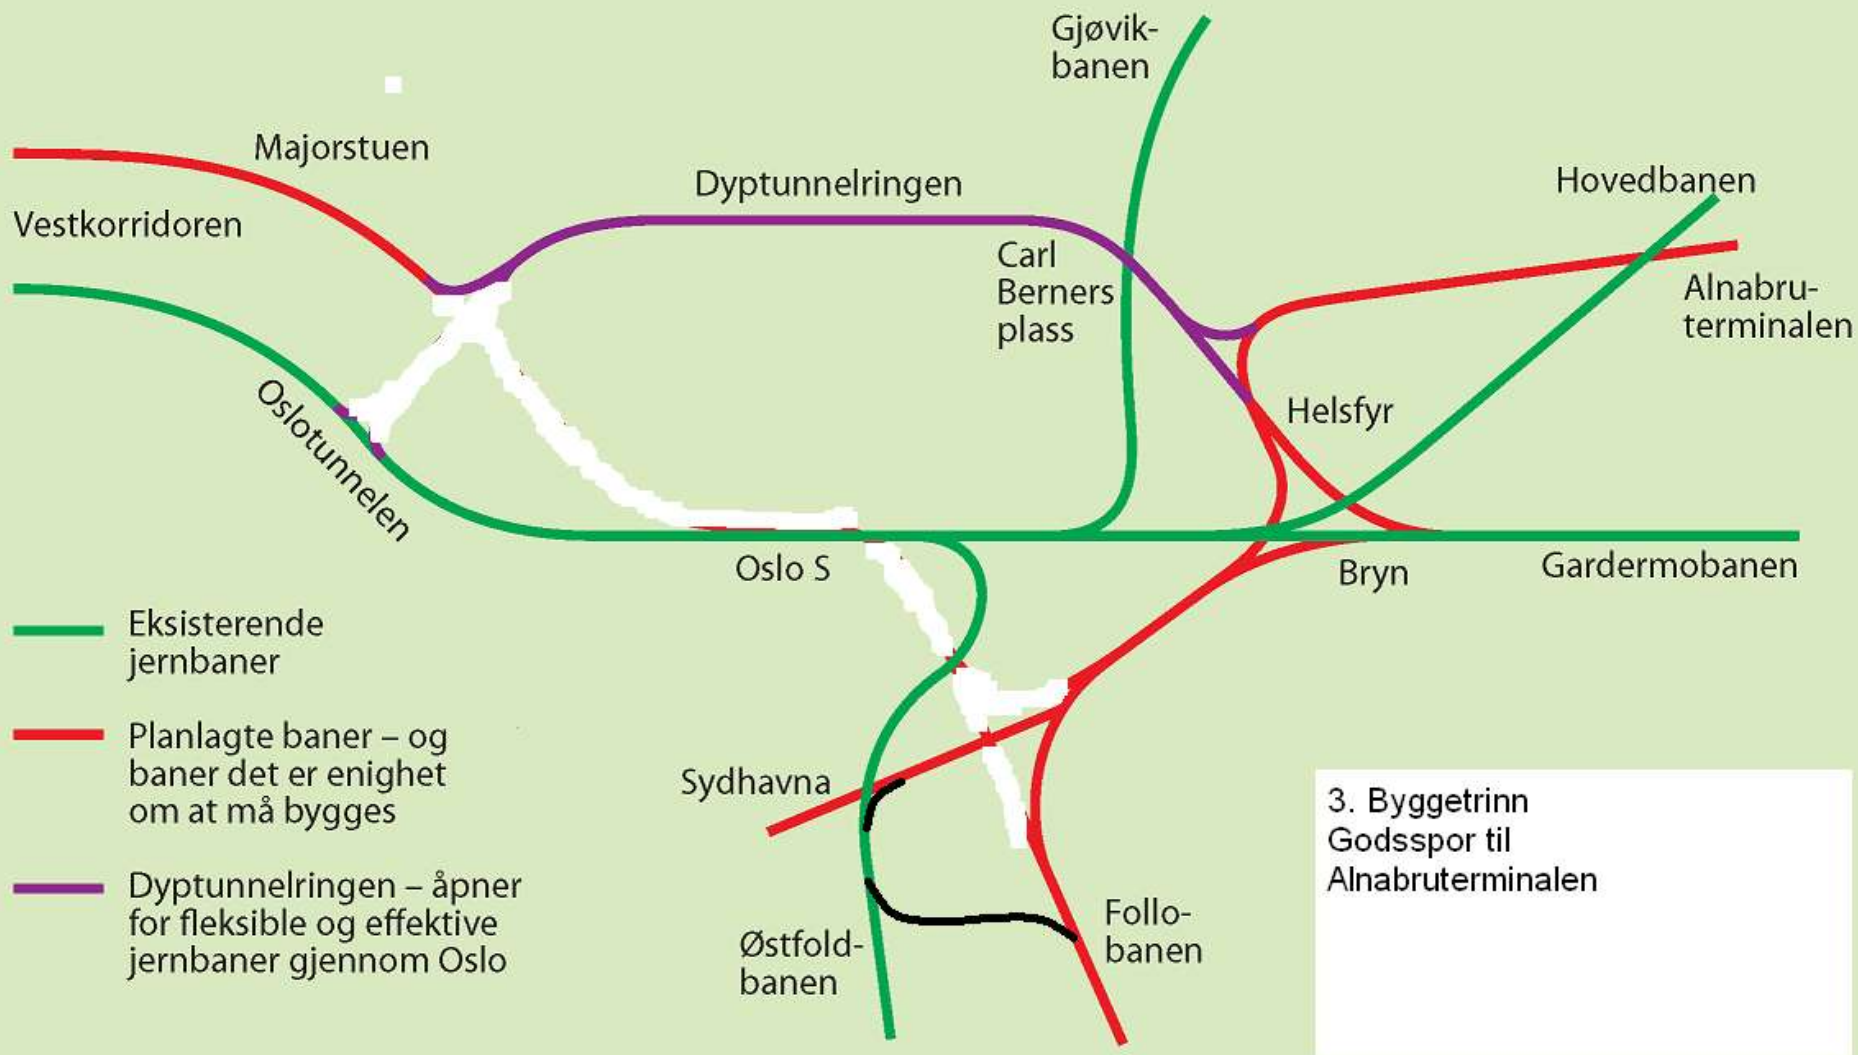 Gjøvik-
banen
Majorstuen
Dyptunnelringen
Hovedbanen
Vestkorridoren
Carl
Berners
plass
Alnabru-
terminalen
Oslotunnelen
Helsfyr
Oslo S
Bryn
Gardermobanen
Eksisterende
jernbaner
Planlagte baner – og
baner det er enighet
om at må bygges
Dyptunnelringen – åpner
for fleksible og effektive
jernbaner gjennom Oslo
Sydhavna
Østfold-
banen
Follo-
banen
3. Byggetrinn
Godsspor til
Alnabruterminalen